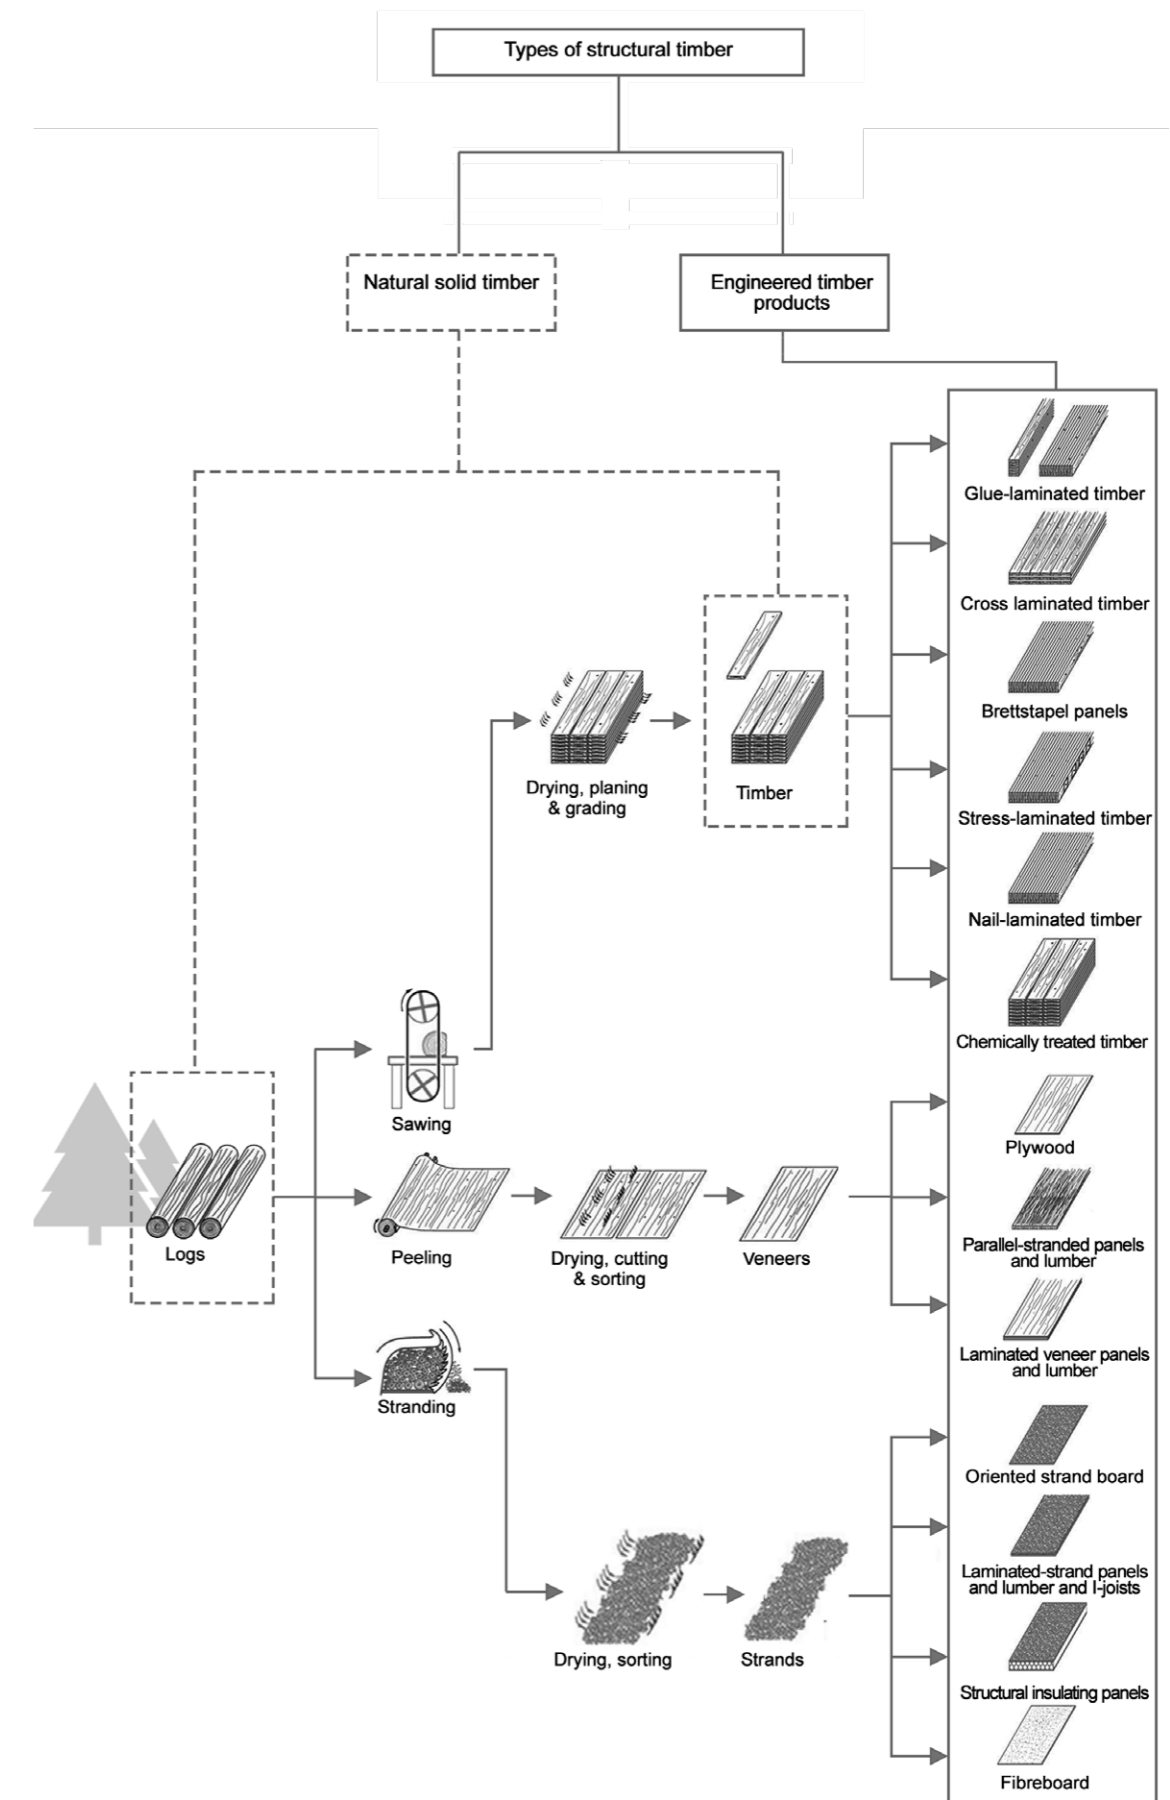 Types of structural timber
Natural solid timber
Engineered timber
products
Glue-laminated timber
Cross laminated timber
Brettstapel panels
Drying, planing
& grading
Timber
Stress-laminated timber
Nail-laminated timber
Chemically treated timber
Sawing
Plywood
Logs
Peeling
Drying, cutting
& sorting
Veneers
Parallel-stranded panels
and lumber
Laminated veneer panels
and lumber
Stranding
Oriented strand board
Laminated-strand panels
and lumber and I-joists
Drying, sorting
Strands
Structural insulating panels
Fibreboard